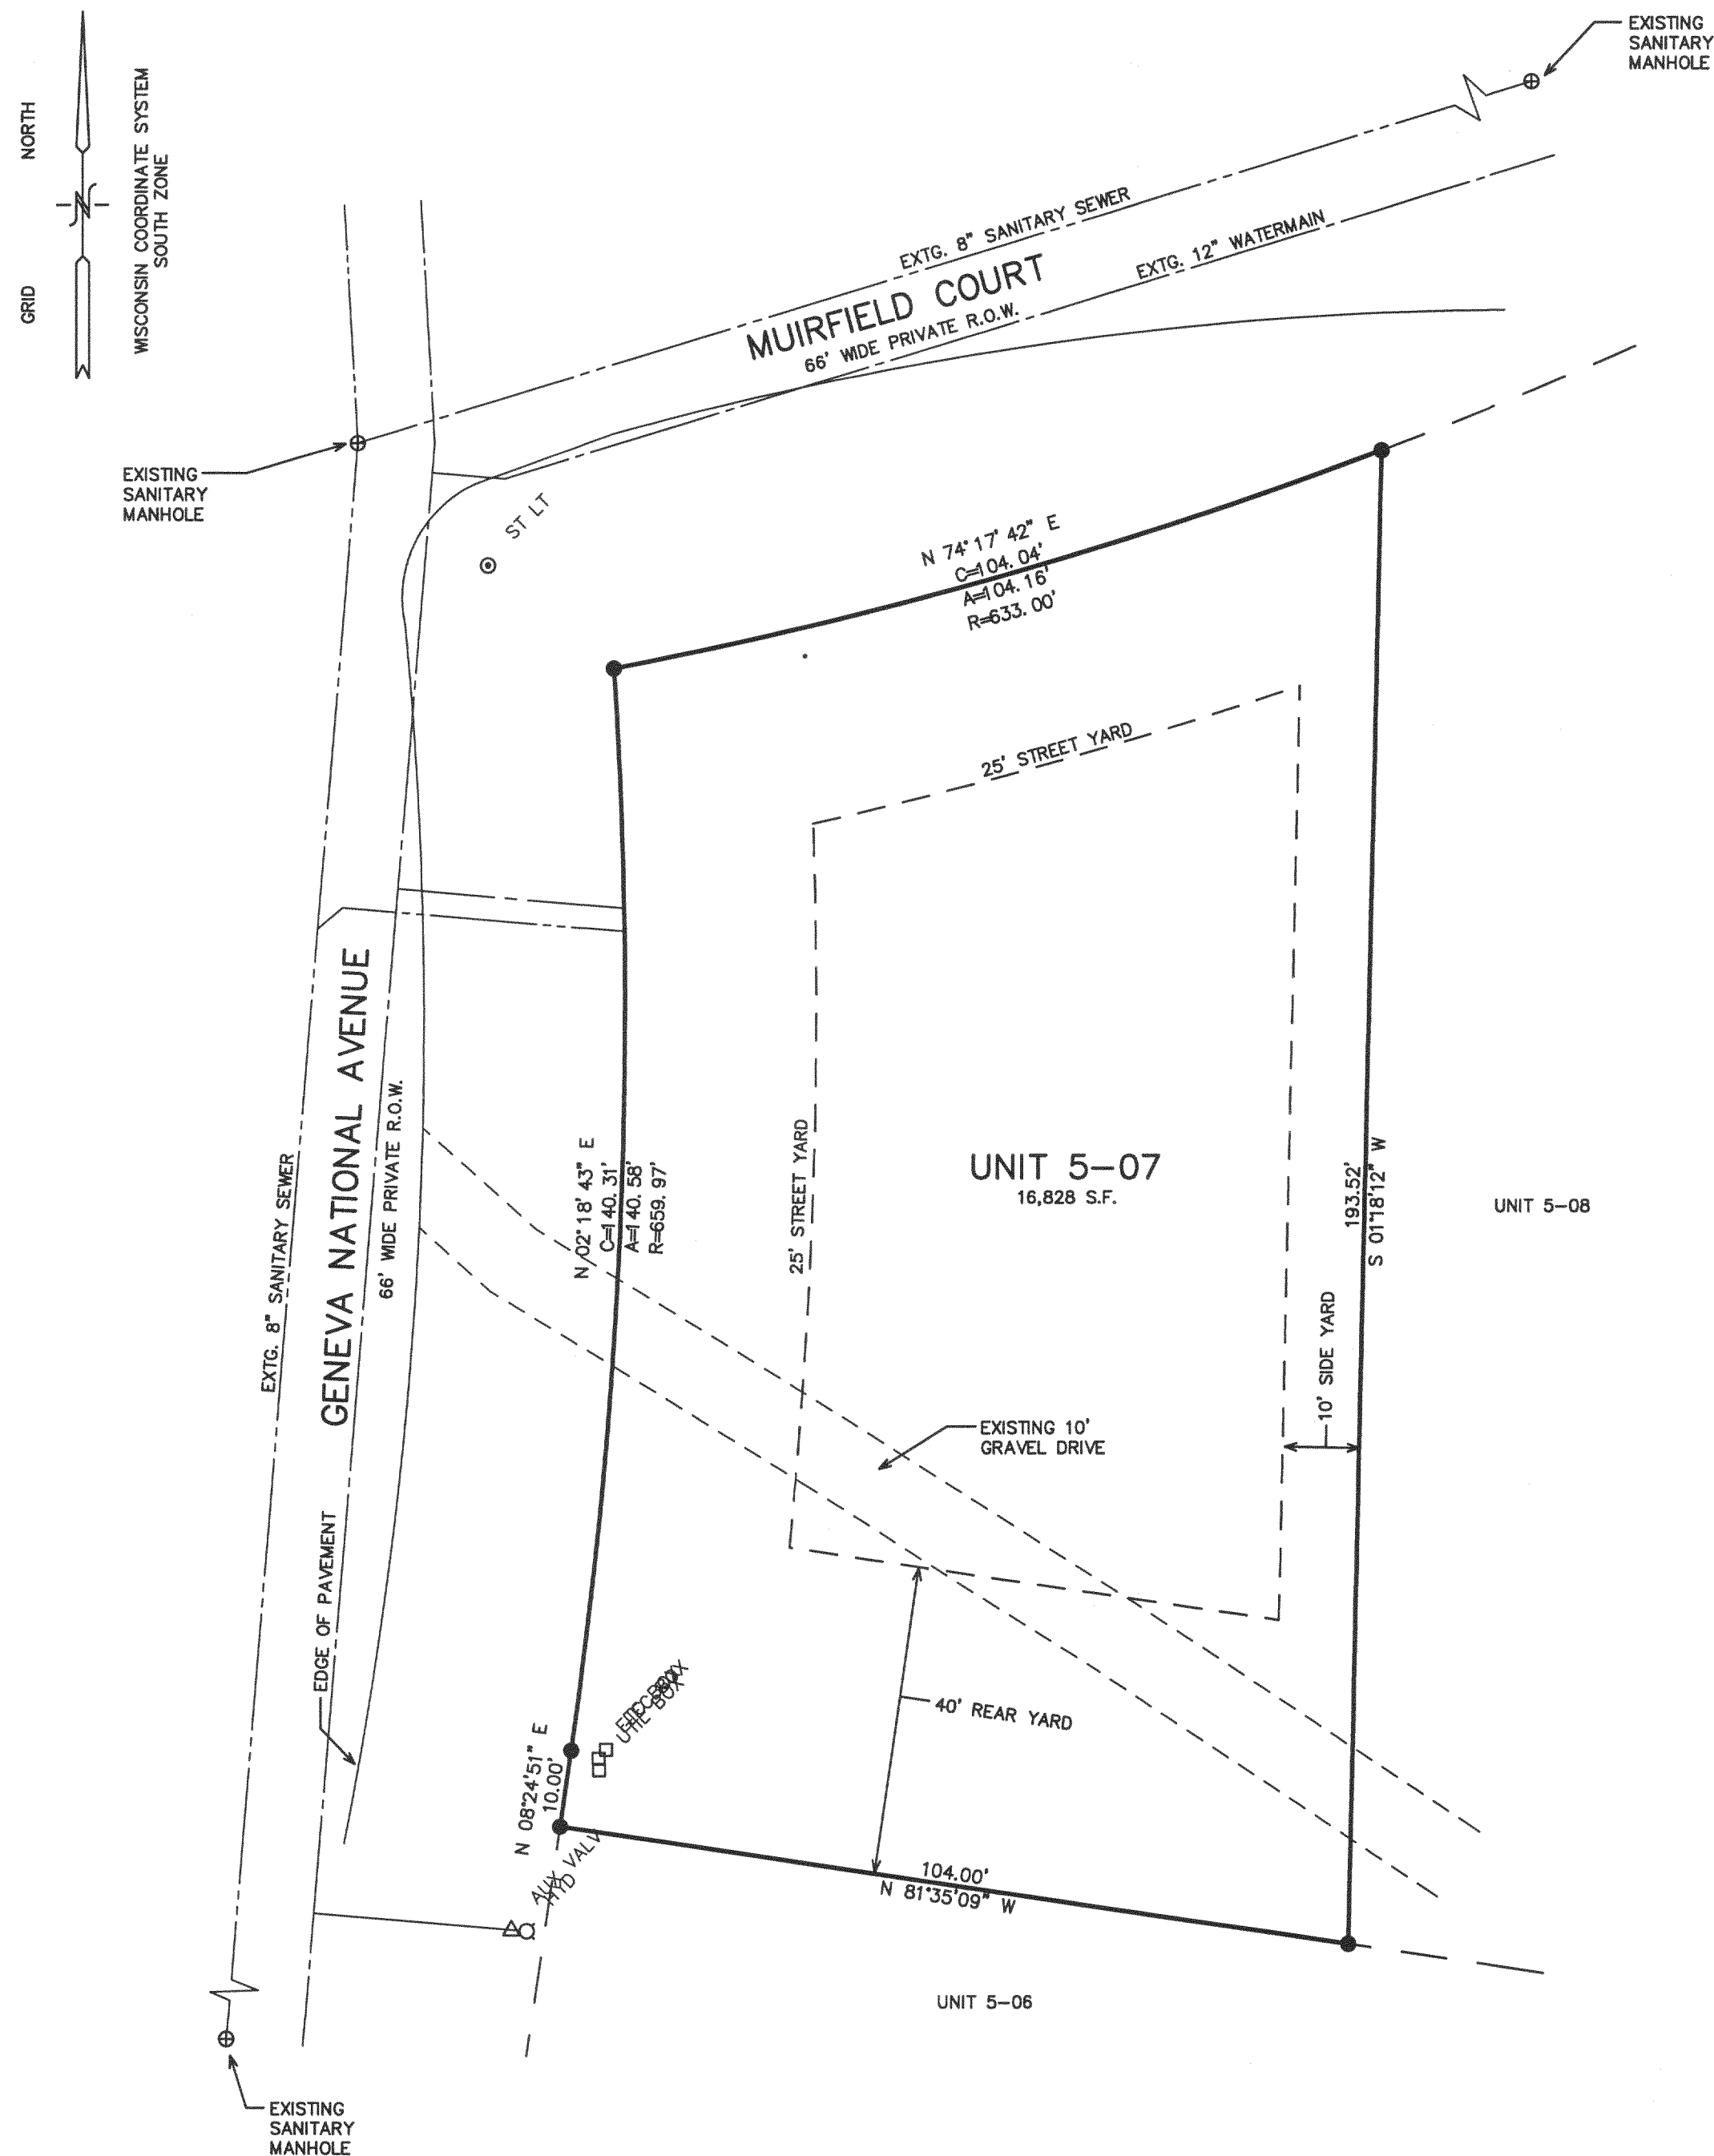 EXISTING
SANITARY
MANHOLE
NORTH
GRID
WISCONSIN COORDINATE SYSTEM
SOUTH ZONE
N
EXTG. 8" SANITARY SEWER
EXTG. 12" WATERMAIN
MUIRFIELD COURT
66' WIDE PRIVATE R.O.W.
EXISTING
SANITARY
MANHOLE
ST LT
N 74°17'42" E
C=104.04'
A=104.16'
R=633.00'
25' STREET YARD
GENEVA NATIONAL AVENUE
66' WIDE PRIVATE R.O.W.
EXTG. 8" SANITARY SEWER
N 02°18'43" E
C=140.31'
A=140.58'
R=659.97'
25' STREET YARD
UNIT 5-07
16,828 S.F.
193.52'
S 01°18'12" W
UNIT 5-08
10' SIDE YARD
EXISTING 10'
GRAVEL DRIVE
EDGE OF PAVEMENT
UTIL BOX
40' REAR YARD
N 08°24'51" E
10.00'
AUX VALV
HYD
104.00'
N 81°35'09" W
UNIT 5-06
EXISTING
SANITARY
MANHOLE